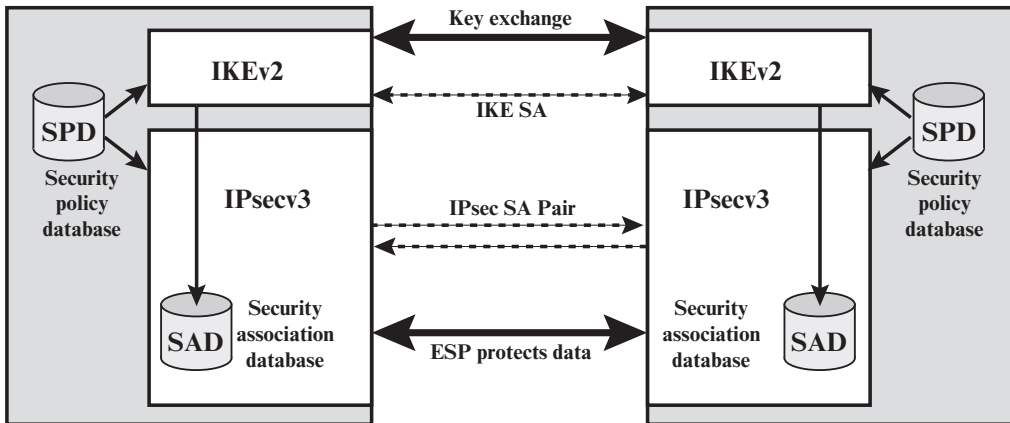 Key exchange
IKEv2
IKEv2
SPD
IKE SA
SPD
Security
policy
database
Security
policy
database
IPsecv3
IPsec SA Pair
IPsecv3
SAD
Security
association
database
ESP protects data
Security
association
database
SAD